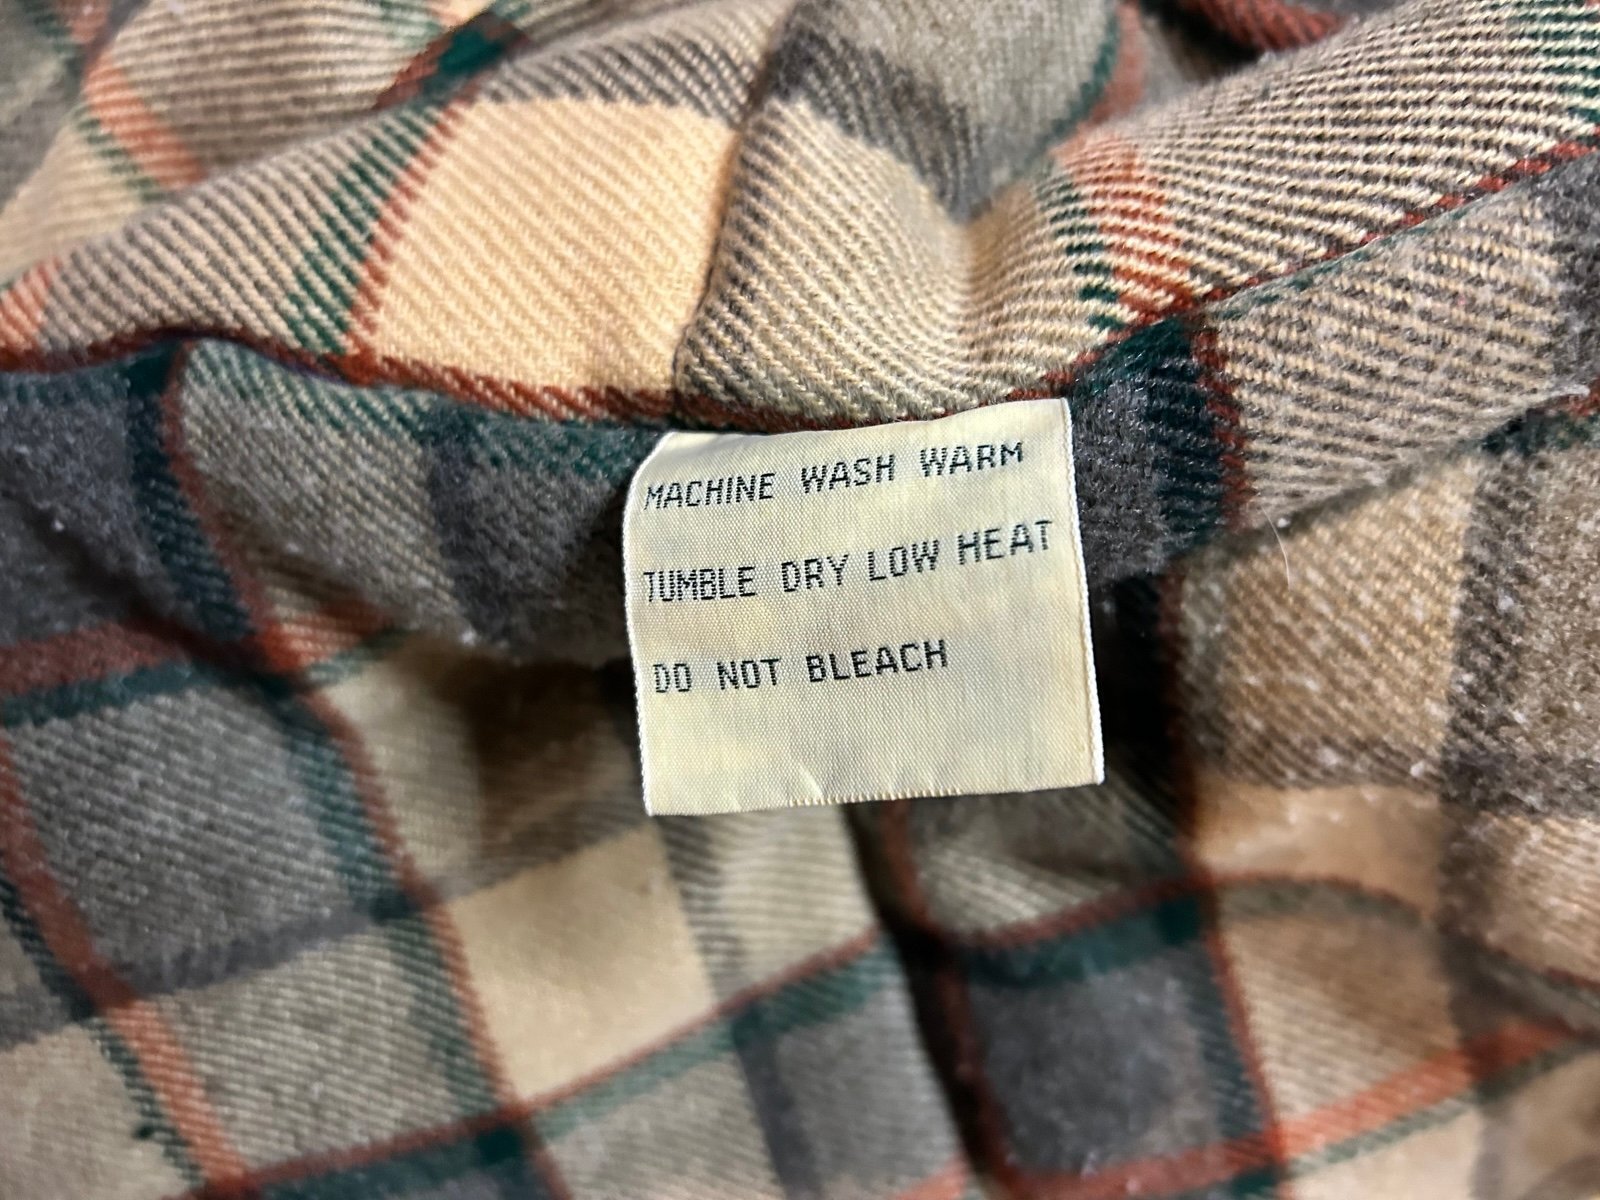 MACHINE WASH WARM
TUMBLE DRY LOW HEAT
DO NOT BLEACH